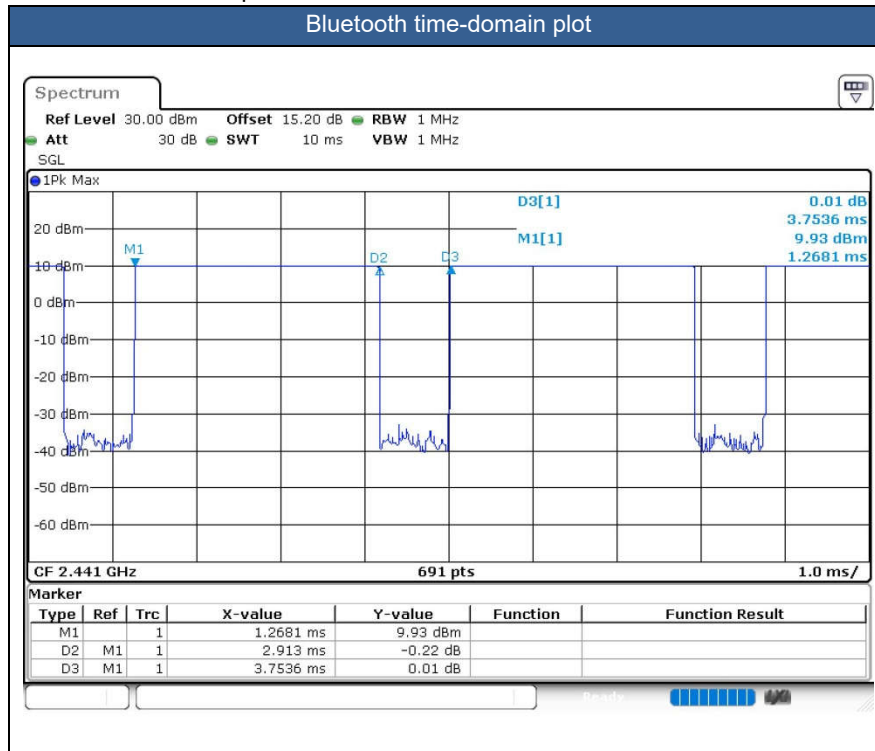 Bluetooth time-domain plot
Spectrum
Ref Level 30.00 dBm Offset 15.20 dB RBW 1 MHz
Att 30 dB SWT 10 ms VBW 1 MHz
SGL
1Pk Max
D3[1] 0.01 dB
3.7536 ms
20 dBm
M1[1] 9.93 dBm
1.2681 ms
M1 D2 D3
10 dBm
0 dBm
-10 dBm
-20 dBm
-30 dBm
-40 dBm
-50 dBm
-60 dBm
CF 2.441 GHz 691 pts 1.0 ms/
Marker
Type Ref Trc X-value Y-value Function Function Result
M1 1 1.2681 ms 9.93 dBm
D2 M1 1 2.913 ms -0.22 dB
D3 M1 1 3.7536 ms 0.01 dB
Ready